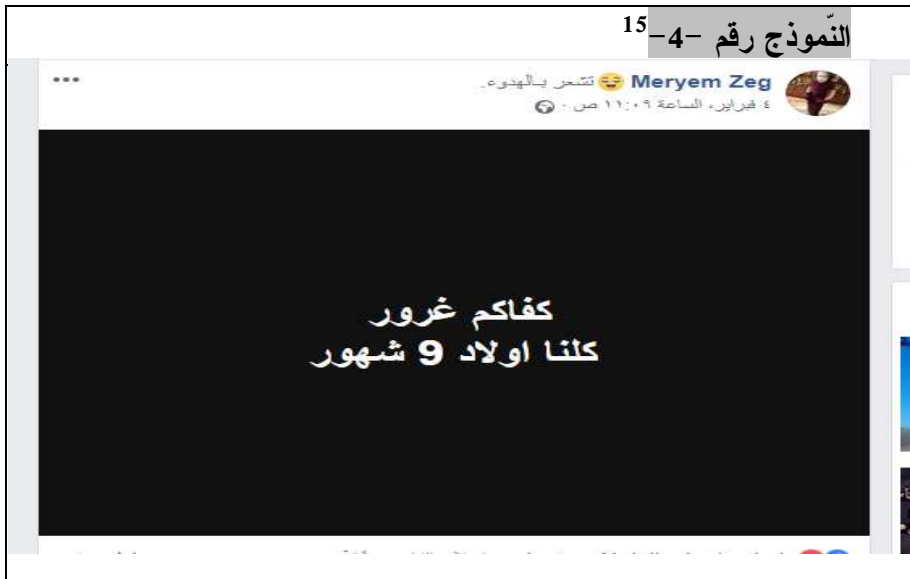 النّموذج رقم -4-15
Meryem Zeg 😌 تشعر بالهدوء.
٤ فبراير، الساعة ١١:٠٩ ص ·
كفاكم غرور
كلنا اولاد 9 شهور